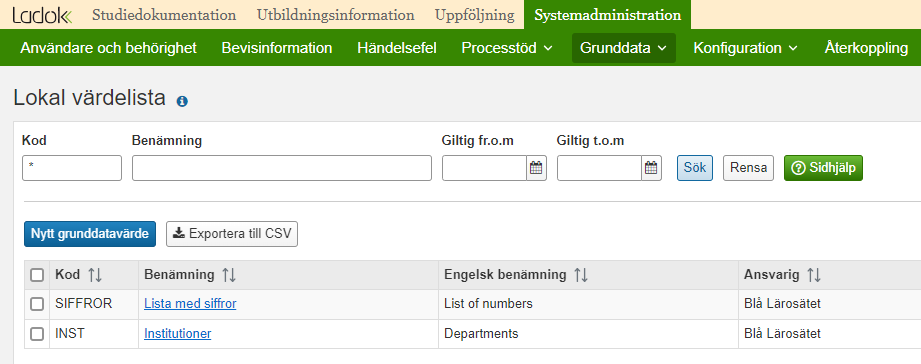 Ladok Studiedokumentation Utbildningsinformation Uppföljning Systemadministration
Användare och behörighet Bevisinformation Händelsefel Processtöd Grunddata Konfiguration Återkoppling
Lokal värdelista
Kod Benämning Giltig fr.o.m Giltig t.o.m
* Sök Rensa Sidhjälp
Nytt grunddatavärde Exportera till CSV
Kod Benämning Engelsk benämning Ansvarig
SIFFROR Lista med siffror List of numbers Blå Lärosätet
INST Institutioner Departments Blå Lärosätet